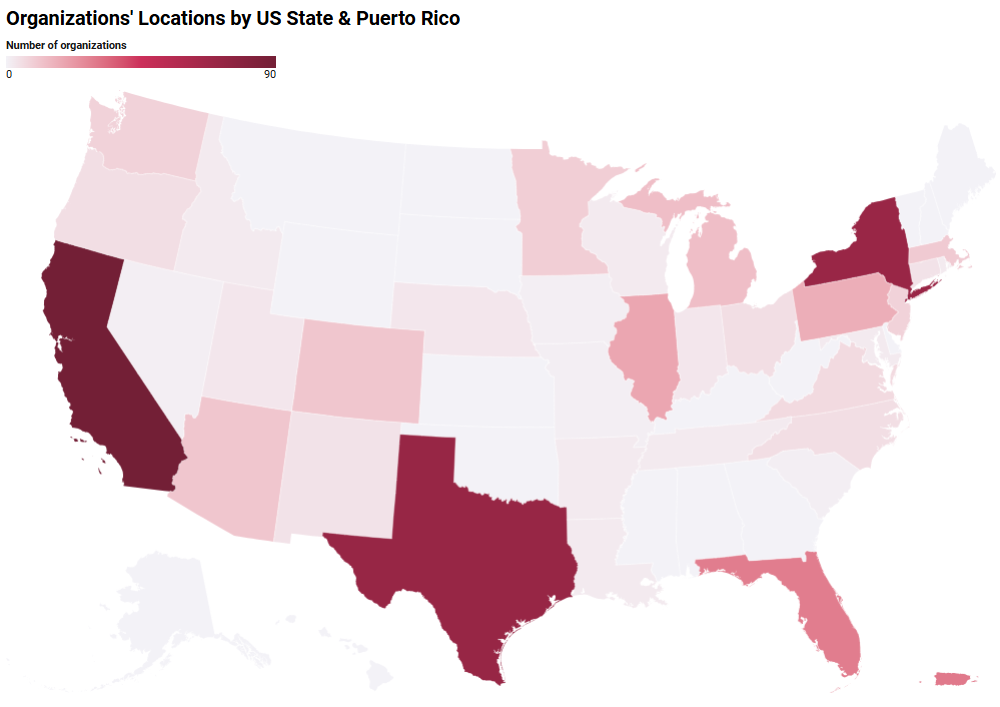 Organizations' Locations by US State & Puerto Rico
Number of organizations
0 90